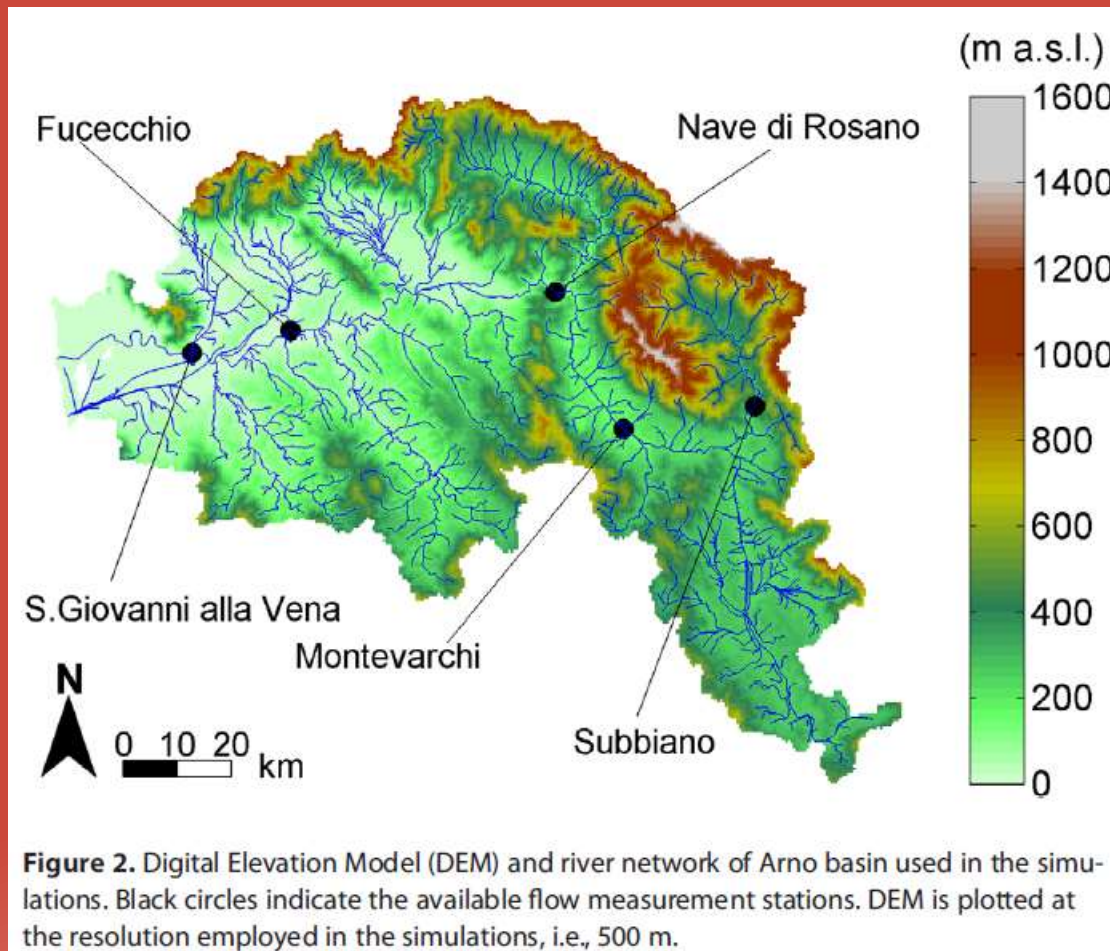 (m a.s.l.)
Fucecchio
Nave di Rosano
1600
1400
1200
1000
800
600
400
200
0
S.Giovanni alla Vena
Montevarchi
Subbiano
N
0 10 20 km
Figure 2. Digital Elevation Model (DEM) and river network of Arno basin used in the simu-
lations. Black circles indicate the available flow measurement stations. DEM is plotted at
the resolution employed in the simulations, i.e., 500 m.